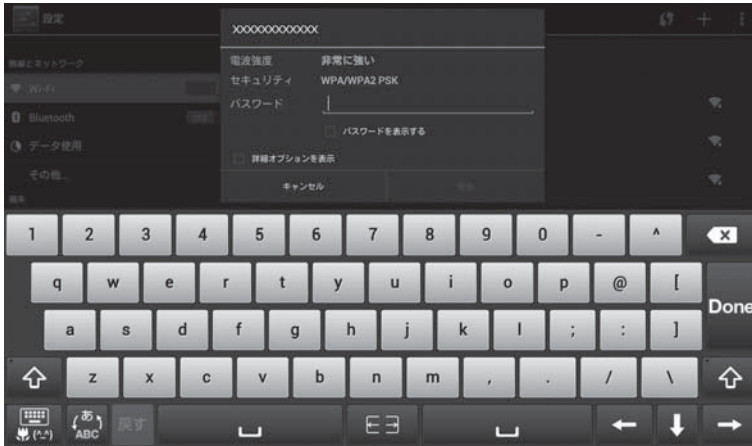 設定
無線とネットワーク
Wi-Fi
Bluetooth
データ使用
その他...
端末
XXXXXXXXXXXX
電波強度 非常に強い
セキュリティ WPA/WPA2 PSK
パスワード
パスワードを表示する
詳細オプションを表示
キャンセル
1 2 3 4 5 6 7 8 9 0 - ^
q w e r t y u i o p @ [
Done
a s d f g h j k l ; : ]
z x c v b n m , . / \
(^_^) あ ABC 戻す